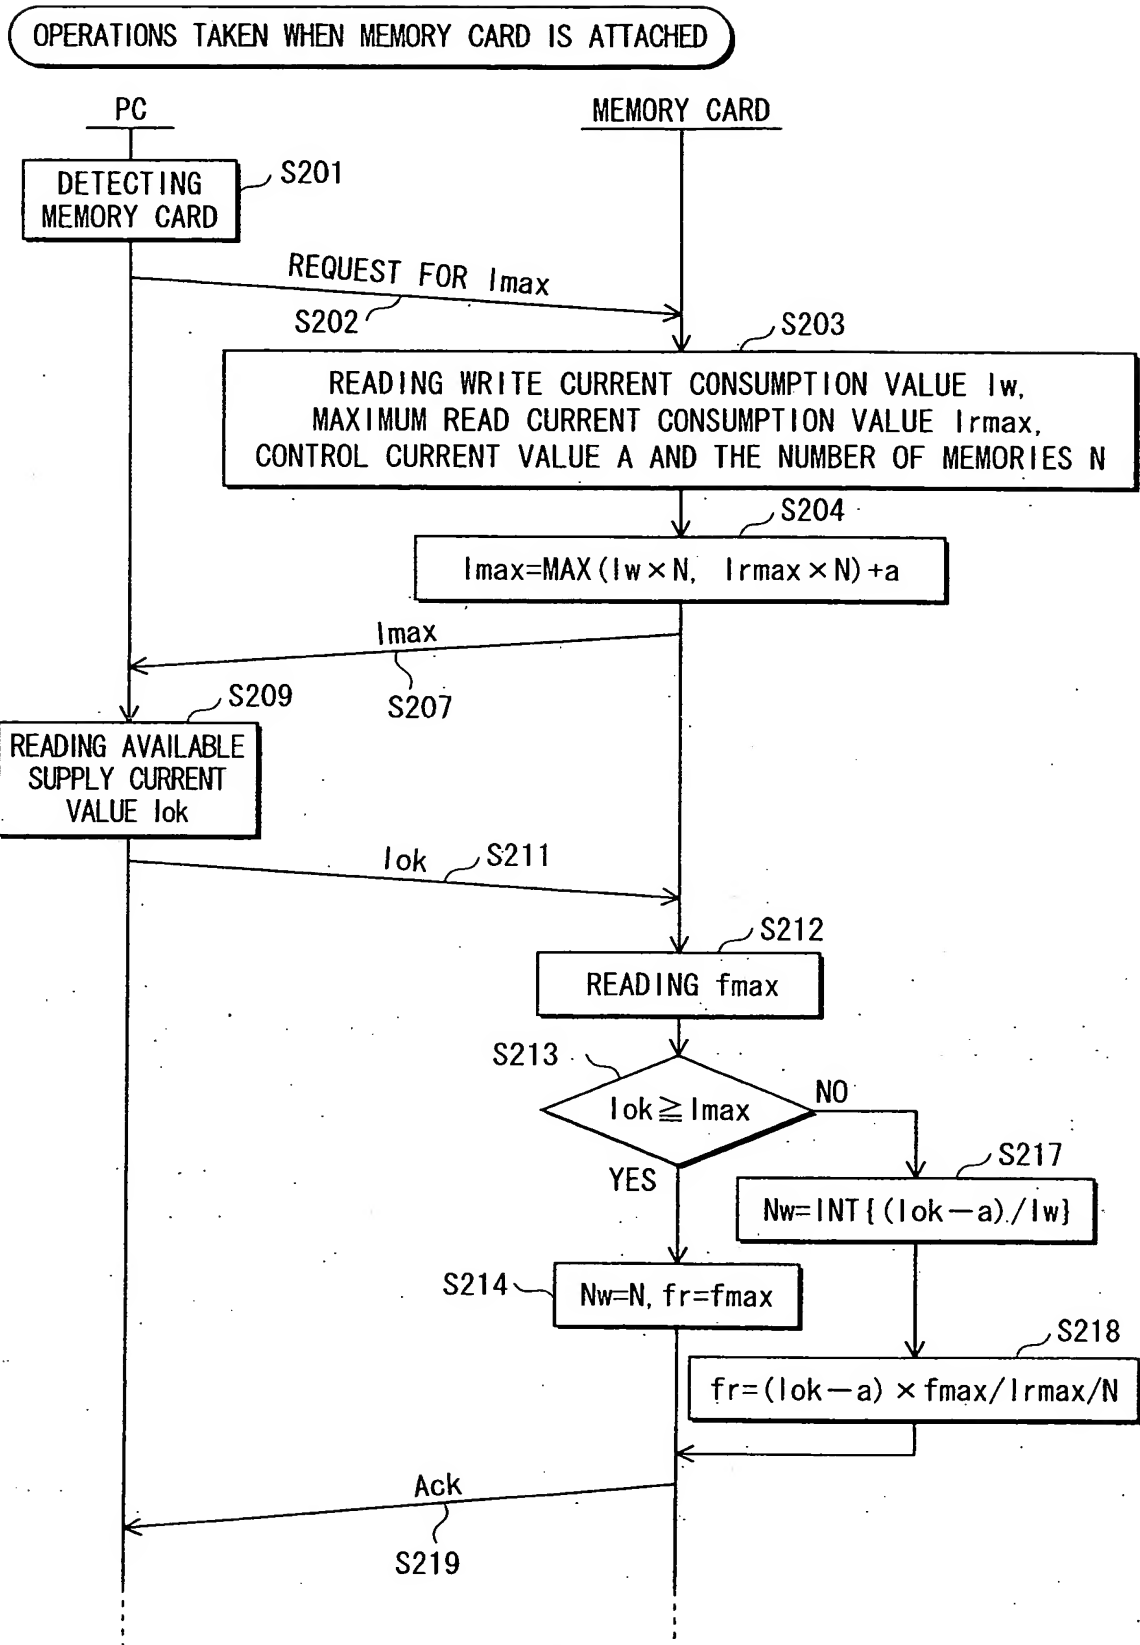 OPERATIONS TAKEN WHEN MEMORY CARD IS ATTACHED
PC
MEMORY CARD
S201
DETECTING
MEMORY CARD
REQUEST FOR Imax
S202
S203
READING WRITE CURRENT CONSUMPTION VALUE Iw,
MAXIMUM READ CURRENT CONSUMPTION VALUE Irmax,
CONTROL CURRENT VALUE A AND THE NUMBER OF MEMORIES N
S204
Imax=MAX(Iw×N, Irmax×N)+a
Imax
S207
S209
READING AVAILABLE
SUPPLY CURRENT
VALUE Iok
Iok
S211
S212
READING fmax
S213
Iok≧Imax
NO
YES
S217
Nw=INT{(Iok−a)/Iw}
S214
Nw=N, fr=fmax
S218
fr=(Iok−a)×fmax/Irmax/N
Ack
S219